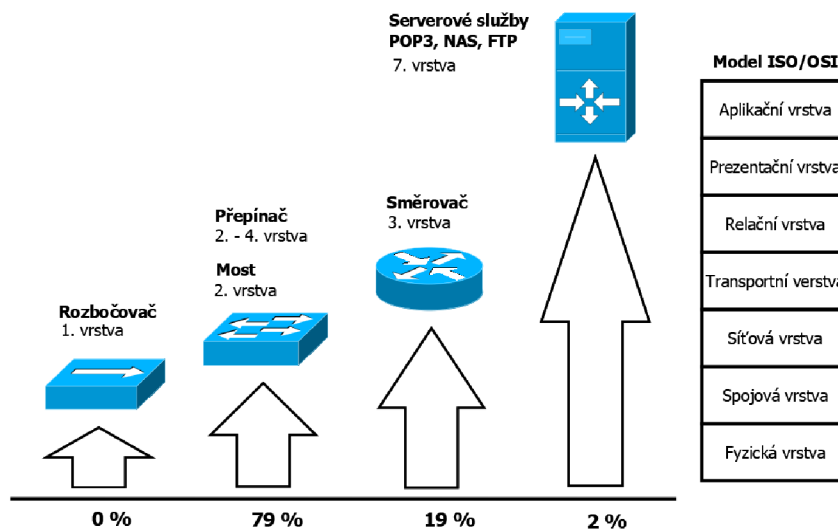 Serverové služby
POP3, NAS, FTP
7. vrstva
Model ISO/OSI
Aplikační vrstva
Prezentační vrstva
Relační vrstva
Transportní verstva
Síťová vrstva
Spojová vrstva
Fyzická vrstva
Směrovač
3. vrstva
Přepínač
2. - 4. vrstva
Most
2. vrstva
Rozbočovač
1. vrstva
0 %
79 %
19 %
2 %